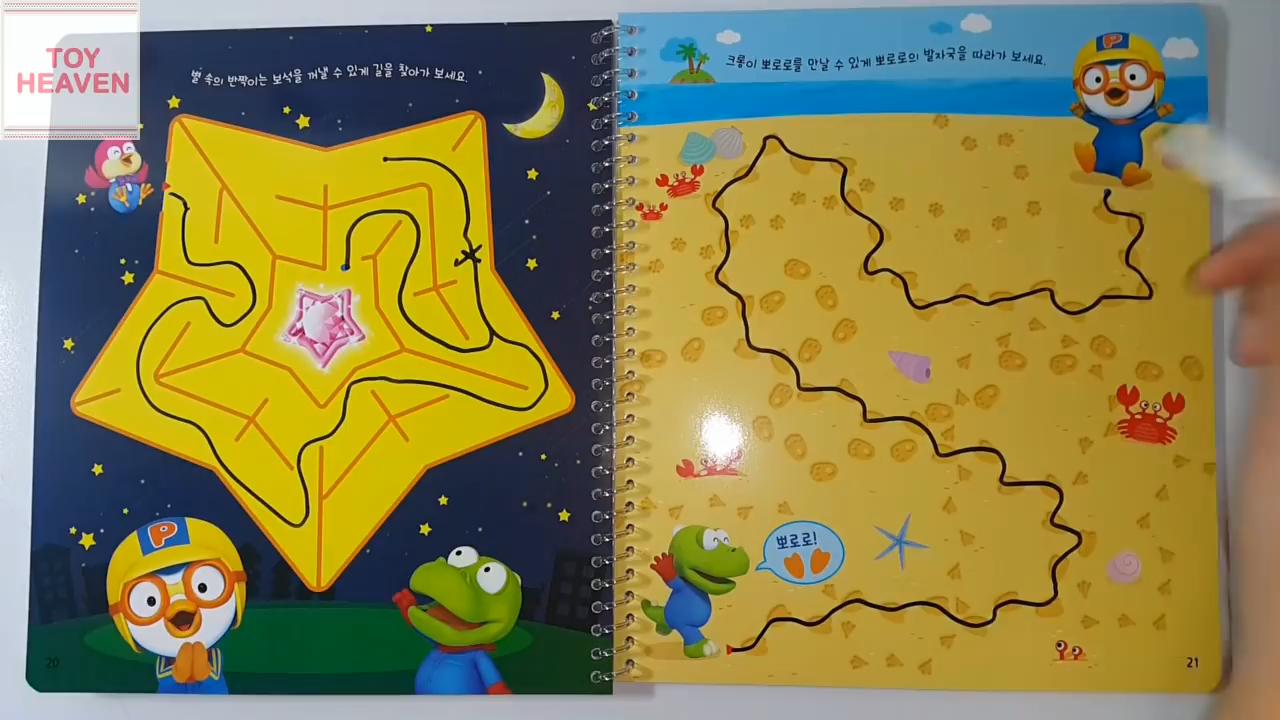 TOY
HEAVEN
별 속의 반짝이는 보석을 꺼낼 수 있게 길을 찾아가 보세요.
크롱이 뽀로로를 만날 수 있게 뽀로로의 발자국을 따라가 보세요.
P
P
뽀로로!
20
21